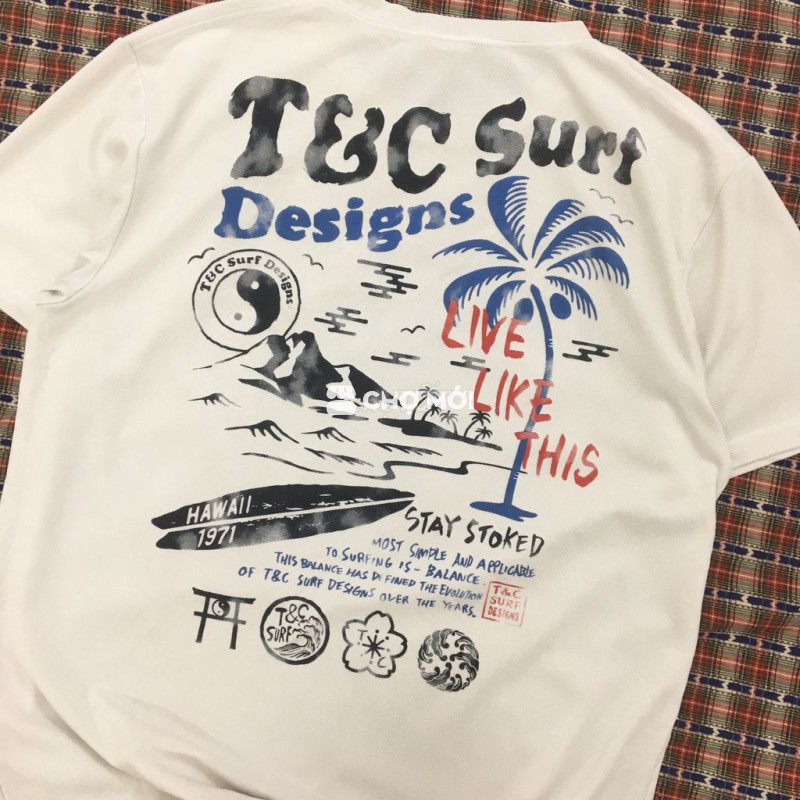 T&C Surf
Designs
T&C Surf Designs
LIVE
LIKE
THIS
CHỢ MỚI
HAWAII
1971
STAY STOKED
MOST SIMPLE AND APPLICABLE
TO SURFING IS - BALANCE.
THIS BALANCE HAS DEFINED THE EVOLUTION
OF T&C SURF DESIGNS OVER THE YEARS.
T&C
SURF
DESIGNS
T&C
SURF
T C